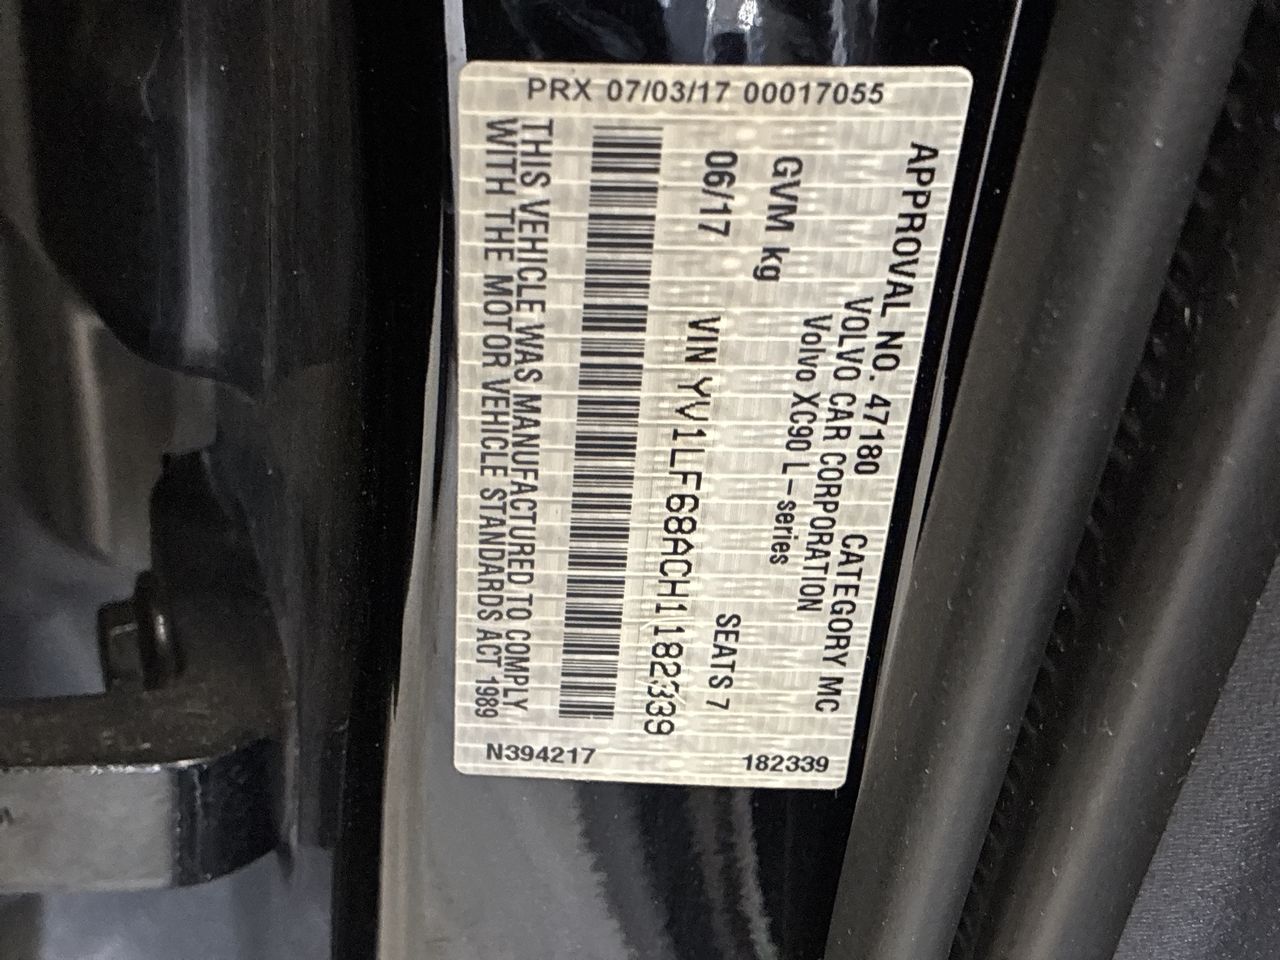 PRX 07/03/17 00017055
APPROVAL NO. 47180 CATEGORY MC
VOLVO CAR CORPORATION
Volvo XC90 L-series
GVM kg SEATS 7
06/17 VIN YV1LF68ACH1182339
THIS VEHICLE WAS MANUFACTURED TO COMPLY
WITH THE MOTOR VEHICLE STANDARDS ACT 1989
N394217 182339